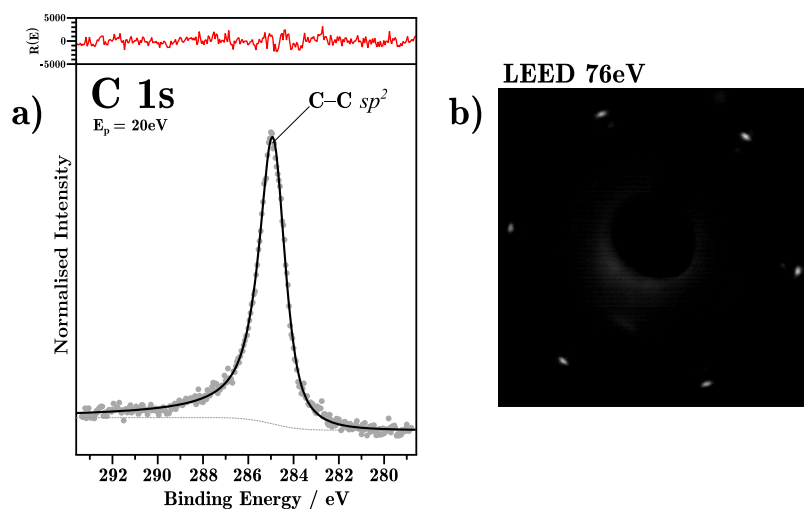 5000
0
-5000
R(E)
a)
C 1s
E_p = 20eV
C–C sp²
Normalised Intensity
292 290 288 286 284 282 280
Binding Energy / eV
LEED 76eV
b)